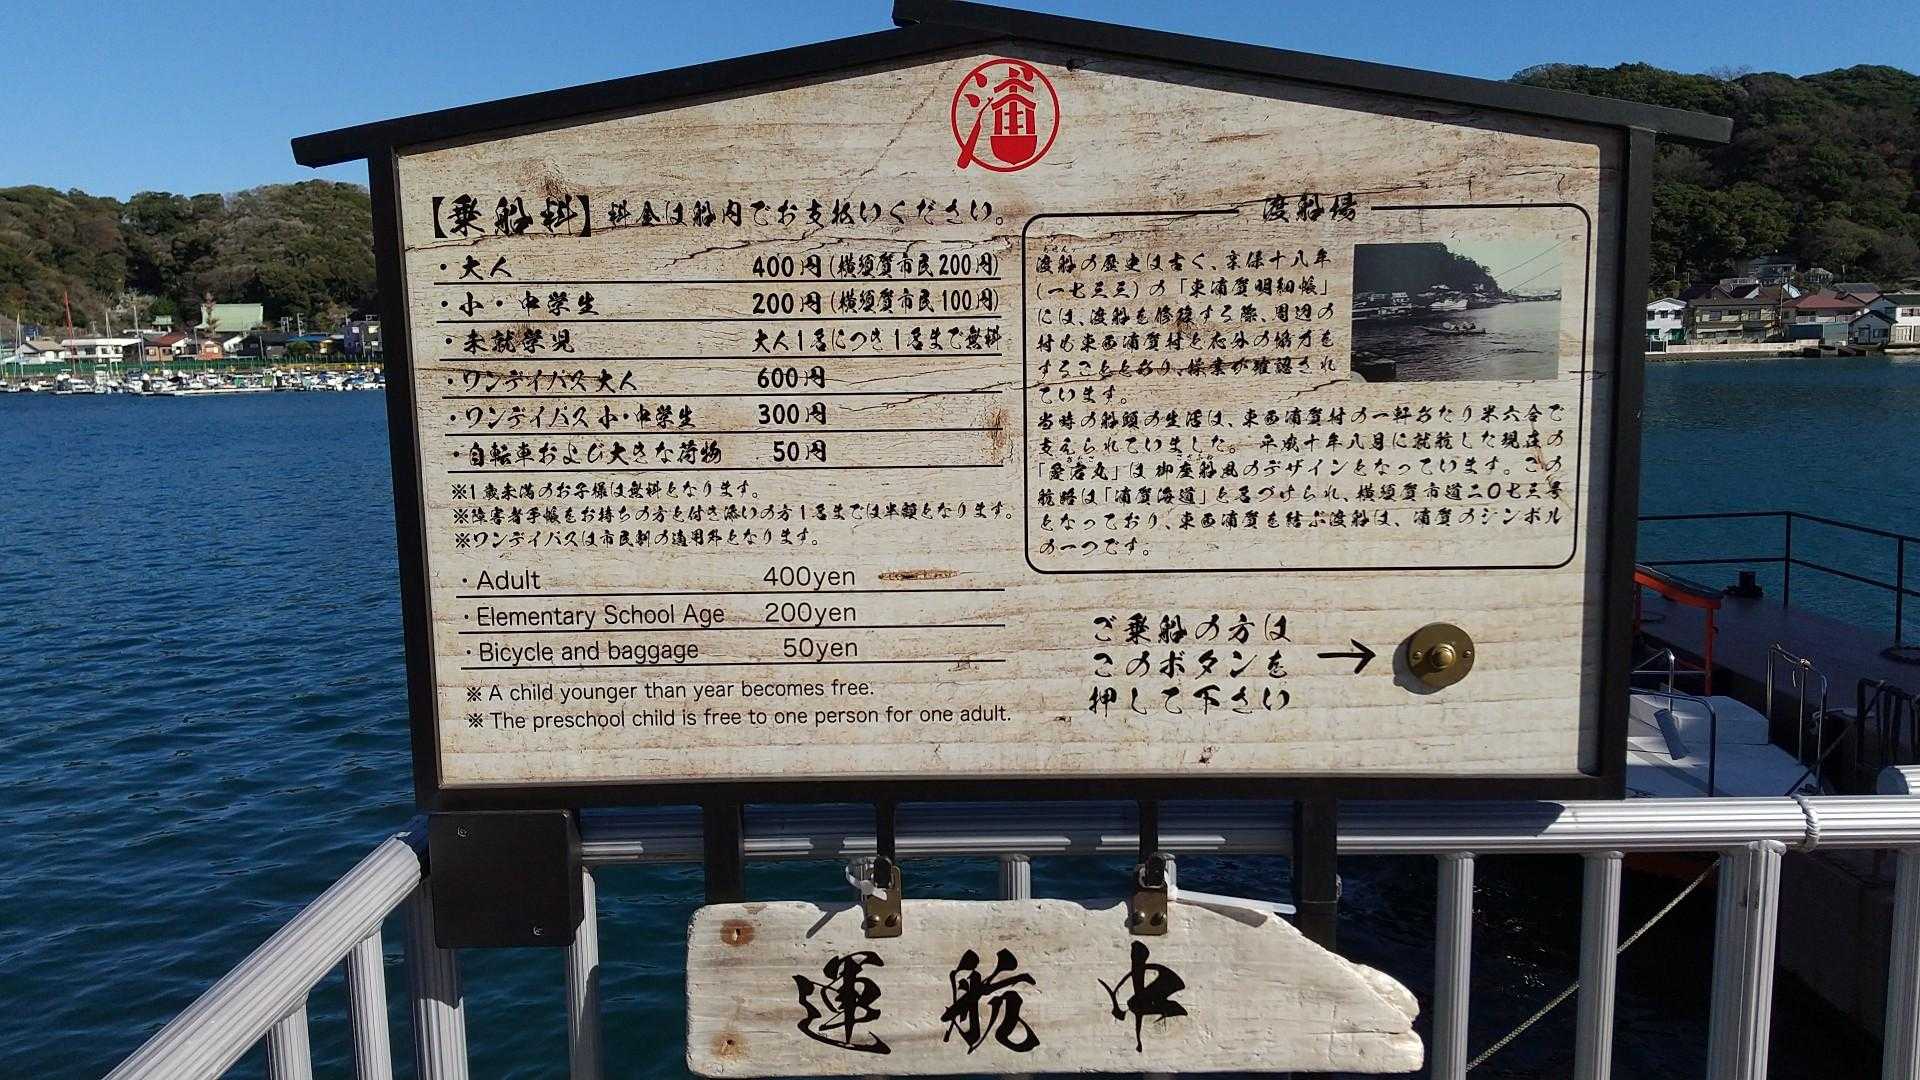 浦
【乗船料】料金は船内でお支払いください。
・大人 400円(横須賀市民200円)
・小・中学生 200円(横須賀市民100円)
・未就学児 大人1名につき1名まで無料
・ワンデイパス 大人 600円
・ワンデイパス 小・中学生 300円
・自転車および大きな荷物 50円
※1歳未満のお子様は無料となります。
※障害者手帳をお持ちの方と付き添いの方1名までは半額となります。
※ワンデイパスは市民割の適用外となります。
・Adult 400yen
・Elementary School Age 200yen
・Bicycle and baggage 50yen
※ A child younger than year becomes free.
※ The preschool child is free to one person for one adult.
渡船場
渡船の歴史は古く、享保十八年
(一七三三)の「東浦賀明細帳」
には、渡船を修復する際、周辺の
村も東西浦賀村と応分の協力を
することとあり、操業が確認され
ています。
当時の船頭の生活は、東西浦賀村の一軒あたり米六合で
支えられていました。平成十年八月に就航した現在の
「愛宕丸」は御座船風のデザインとなっています。この
航路は「浦賀海道」と名づけられ、横須賀市道二〇七三号
となっており、東西浦賀を結ぶ渡船は、浦賀のシンボル
の一つです。
ご乗船の方は
このボタンを
押して下さい
→
運航中